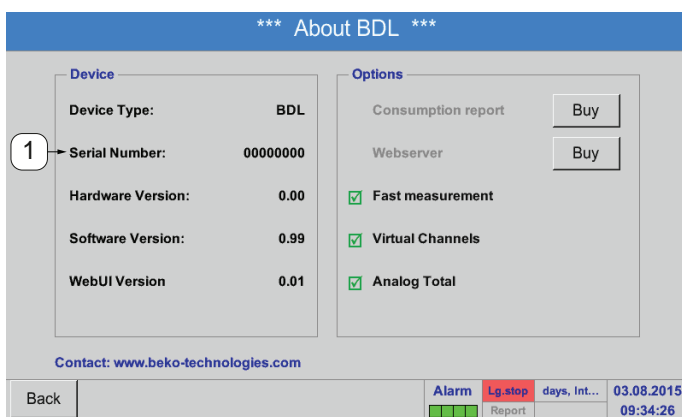 *** About BDL ***
Device
Device Type: BDL
1 Serial Number: 00000000
Hardware Version: 0.00
Software Version: 0.99
WebUI Version 0.01
Options
Consumption report Buy
Webserver Buy
Fast measurement
Virtual Channels
Analog Total
Contact: www.beko-technologies.com
Back
Alarm Lg.stop days, Int... 03.08.2015
Report 09:34:26